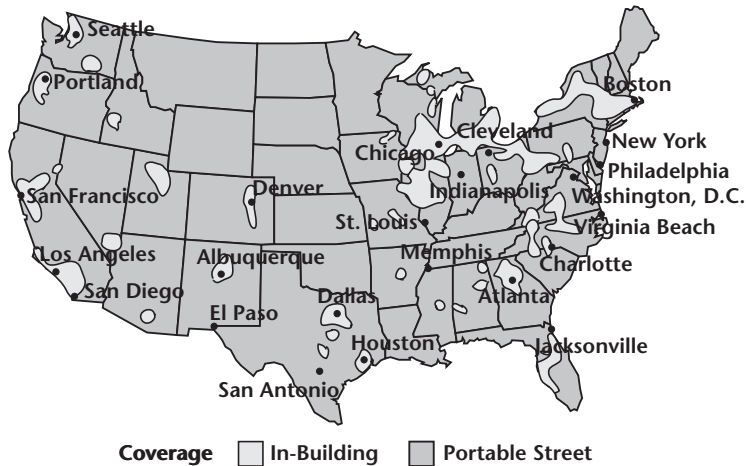 Seattle
Portland
Boston
Cleveland
New York
Chicago
Philadelphia
San Francisco
Denver
Indianapolis
Washington, D.C.
St. Louis
Virginia Beach
Los Angeles
Albuquerque
Memphis
Charlotte
San Diego
Dallas
Atlanta
El Paso
Houston
Jacksonville
San Antonio
Coverage In-Building Portable Street